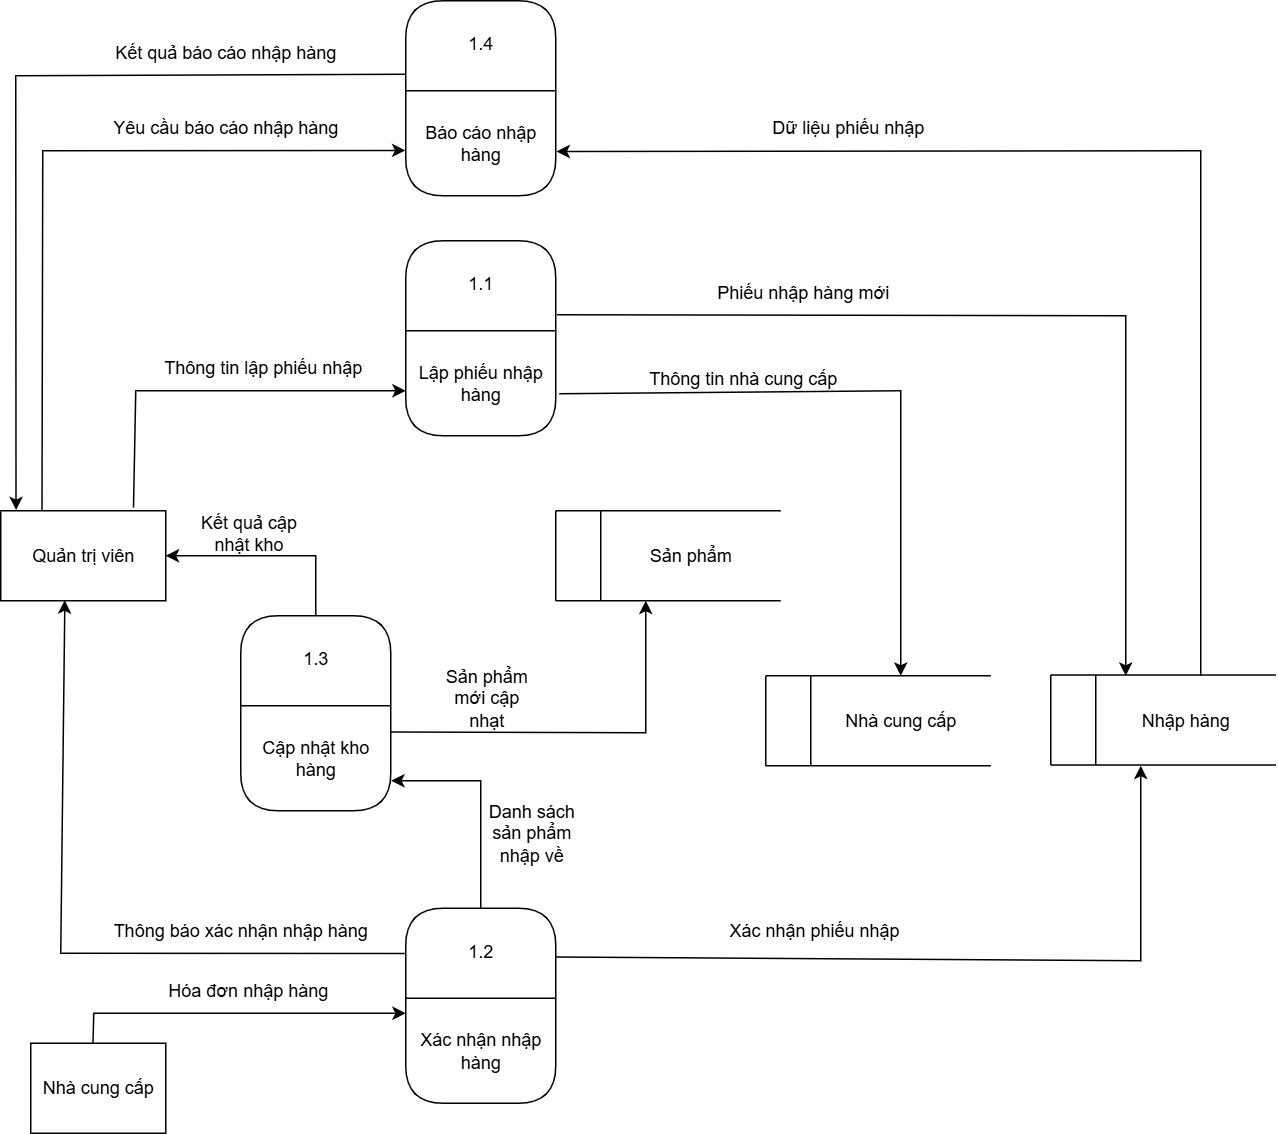 1.4
Kết quả báo cáo nhập hàng
Yêu cầu báo cáo nhập hàng
Báo cáo nhập
hàng
Dữ liệu phiếu nhập
1.1
Phiếu nhập hàng mới
Thông tin lập phiếu nhập
Lập phiếu nhập
hàng
Thông tin nhà cung cấp
Quản trị viên
Kết quả cập
nhật kho
Sản phẩm
1.3
Sản phẩm
mới cập
nhạt
Cập nhật kho
hàng
Nhà cung cấp
Nhập hàng
Danh sách
sản phẩm
nhập về
Thông báo xác nhận nhập hàng
1.2
Xác nhận phiếu nhập
Hóa đơn nhập hàng
Xác nhận nhập
hàng
Nhà cung cấp